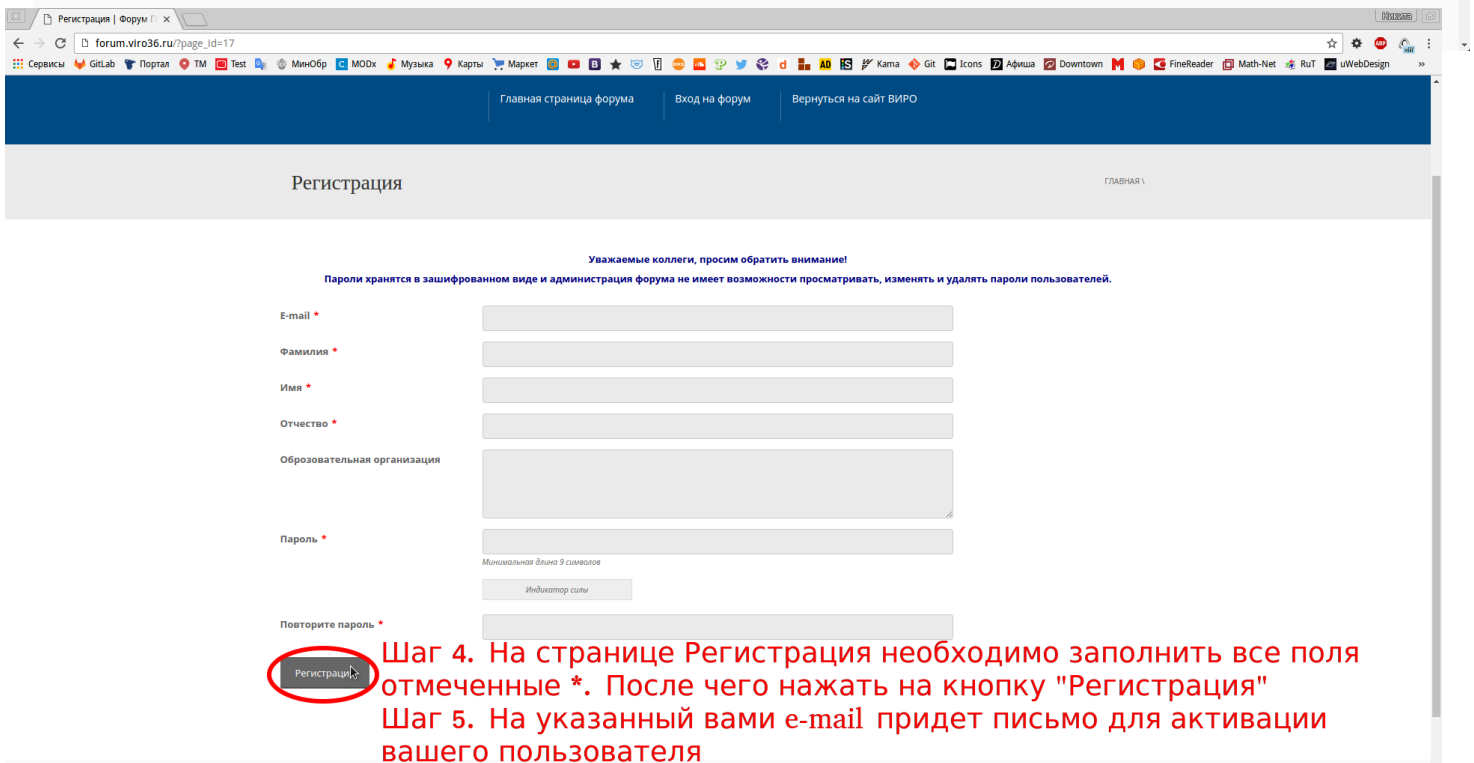 Регистрация | Форум П
Никита
forum.viro36.ru/?page_id=17
Сервисы GitLab Портал TM Test МинОбр MODx Музыка Карты Маркет Kama Git Icons Афиша Downtown FineReader Math-Net RuT uWebDesign »
Главная страница форума Вход на форум Вернуться на сайт ВИРО
Регистрация ГЛАВНАЯ \
Уважаемые коллеги, просим обратить внимание!
Пароли хранятся в зашифрованном виде и администрация форума не имеет возможности просматривать, изменять и удалять пароли пользователей.
E-mail *
Фамилия *
Имя *
Отчество *
Оброзовательная организация
Пароль *
Минимальная длина 9 символов
Индикатор силы
Повторите пароль *
Регистрация
Шаг 4. На странице Регистрация необходимо заполнить все поля
отмеченные *. После чего нажать на кнопку "Регистрация"
Шаг 5. На указанный вами e-mail придет письмо для активации
вашего пользователя